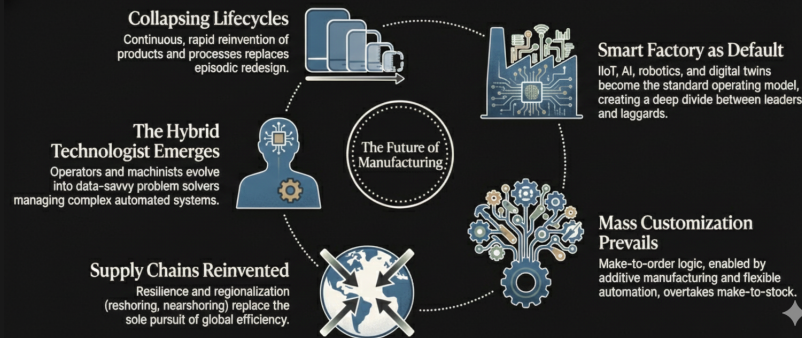 Collapsing Lifecycles
Continuous, rapid reinvention of
products and processes replaces
episodic redesign.
Smart Factory as Default
IIoT, AI, robotics, and digital twins
become the standard operating model,
creating a deep divide between leaders
and laggards.
The Hybrid
Technologist Emerges
Operators and machinists evolve
into data-savvy problem solvers
managing complex automated systems.
The Future of
Manufacturing
Mass Customization
Prevails
Make-to-order logic, enabled by
additive manufacturing and flexible
automation, overtakes make-to-stock.
Supply Chains Reinvented
Resilience and regionalization
(reshoring, nearshoring) replace the
sole pursuit of global efficiency.